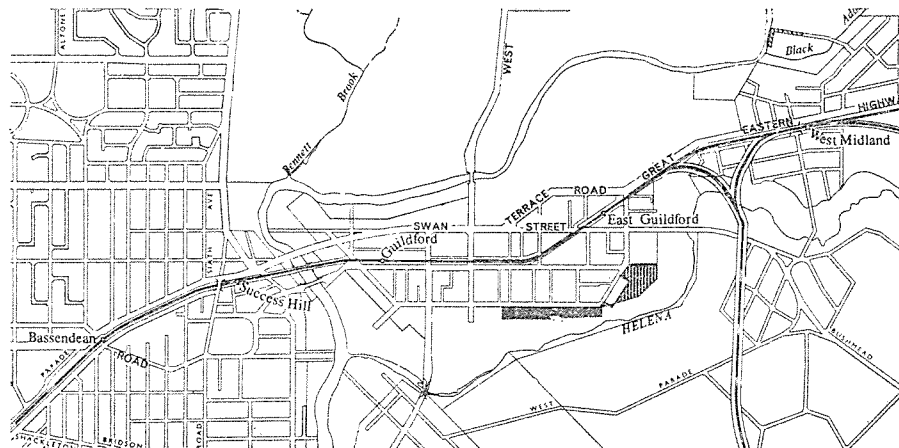 ALTONE
Brook
WEST
Black
Bennett
GREAT
EASTERN
HIGHW
West Midland
TERRACE
ROAD
SWAN
STREET
East Guildford
Guildford
AVE
Success Hill
Bassendean
PARADE
ROAD
HELENA
BUSHMEAD
WEST
PARADE
SHACKLETON
BRIDSON
ROAD